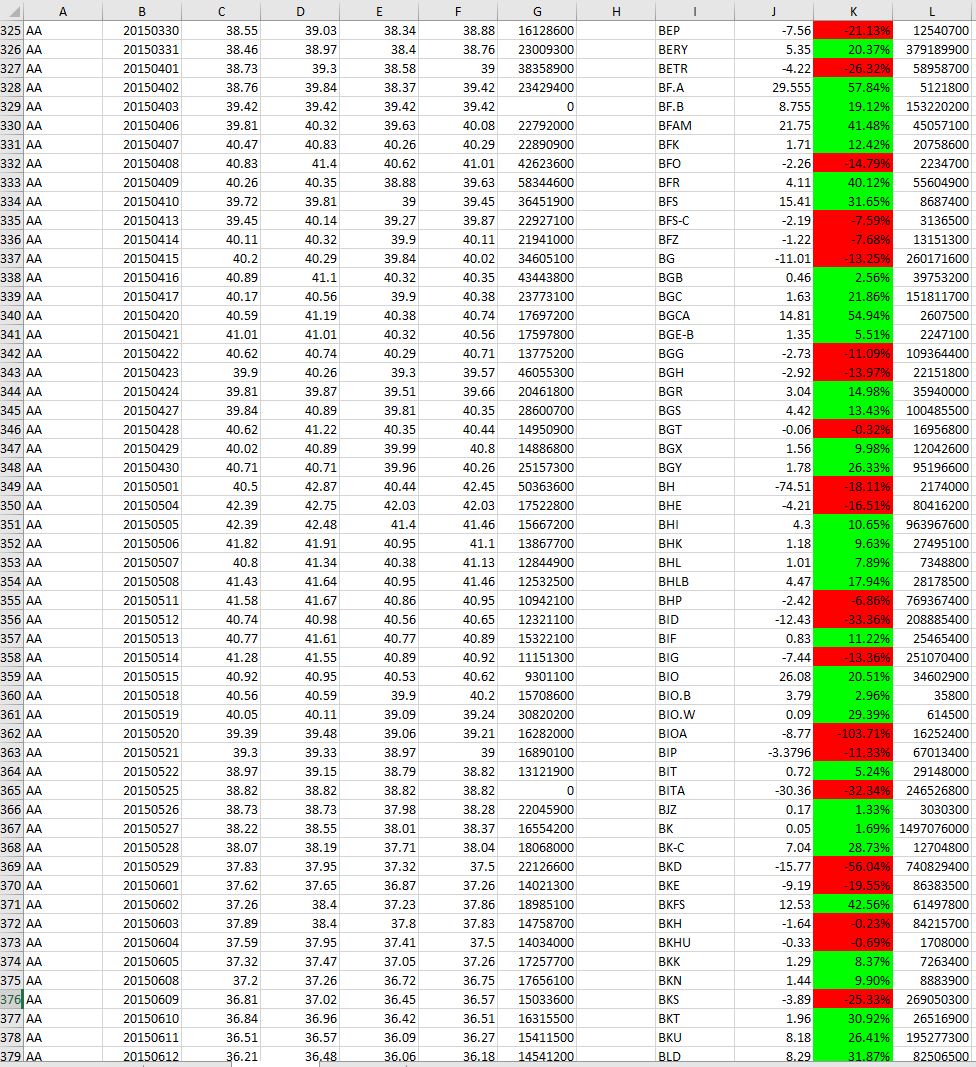 A B C D E F G H I J K L
325 AA 20150330 38.55 39.03 38.34 38.88 16128600 BEP -7.56 -21.13% 12540700
326 AA 20150331 38.46 38.97 38.4 38.76 23009300 BERY 5.35 20.37% 379189900
327 AA 20150401 38.73 39.3 38.58 39 38358900 BETR -4.22 -26.32% 58958700
328 AA 20150402 38.76 39.84 38.37 39.42 23429400 BF.A 29.555 57.84% 5121800
329 AA 20150403 39.42 39.42 39.42 39.42 0 BF.B 8.755 19.12% 153220200
330 AA 20150406 39.81 40.32 39.63 40.08 22792000 BFAM 21.75 41.48% 45057100
331 AA 20150407 40.47 40.83 40.26 40.29 22890900 BFK 1.71 12.42% 20758600
332 AA 20150408 40.83 41.4 40.62 41.01 42623600 BFO -2.26 -14.79% 2234700
333 AA 20150409 40.26 40.35 38.88 39.63 58344600 BFR 4.11 40.12% 55604900
334 AA 20150410 39.72 39.81 39 39.45 36451900 BFS 15.41 31.65% 8687400
335 AA 20150413 39.45 40.14 39.27 39.87 22927100 BFS-C -2.19 -7.59% 3136500
336 AA 20150414 40.11 40.32 39.9 40.11 21941000 BFZ -1.22 -7.68% 13151300
337 AA 20150415 40.2 40.29 39.84 40.02 34605100 BG -11.01 -13.25% 260171600
338 AA 20150416 40.89 41.1 40.32 40.35 43443800 BGB 0.46 2.56% 39753200
339 AA 20150417 40.17 40.56 39.9 40.38 23773100 BGC 1.63 21.86% 151811700
340 AA 20150420 40.59 41.19 40.38 40.74 17697200 BGCA 14.81 54.94% 2607500
341 AA 20150421 41.01 41.01 40.32 40.56 17597800 BGE-B 1.35 5.51% 2247100
342 AA 20150422 40.62 40.74 40.29 40.71 13775200 BGG -2.73 -11.09% 109364400
343 AA 20150423 39.9 40.26 39.3 39.57 46055300 BGH -2.92 -13.97% 22151800
344 AA 20150424 39.81 39.87 39.51 39.66 20461800 BGR 3.04 14.98% 35940000
345 AA 20150427 39.84 40.89 39.81 40.35 28600700 BGS 4.42 13.43% 100485500
346 AA 20150428 40.62 41.22 40.35 40.44 14950900 BGT -0.06 -0.32% 16956800
347 AA 20150429 40.02 40.89 39.99 40.8 14886800 BGX 1.56 9.98% 12042600
348 AA 20150430 40.71 40.71 39.96 40.26 25157300 BGY 1.78 26.33% 95196600
349 AA 20150501 40.5 42.87 40.44 42.45 50363600 BH -74.51 -18.11% 2174000
350 AA 20150504 42.39 42.75 42.03 42.03 17522800 BHE -4.21 -16.51% 80416200
351 AA 20150505 42.39 42.48 41.4 41.46 15667200 BHI 4.3 10.65% 963967600
352 AA 20150506 41.82 41.91 40.95 41.1 13867700 BHK 1.18 9.63% 27495100
353 AA 20150507 40.8 41.34 40.38 41.13 12844900 BHL 1.01 7.89% 7348800
354 AA 20150508 41.43 41.64 40.95 41.46 12532500 BHLB 4.47 17.94% 28178500
355 AA 20150511 41.58 41.67 40.86 40.95 10942100 BHP -2.42 -6.86% 769367400
356 AA 20150512 40.74 40.98 40.56 40.65 12321100 BID -12.43 -33.36% 208885400
357 AA 20150513 40.77 41.61 40.77 40.89 15322100 BIF 0.83 11.22% 25465400
358 AA 20150514 41.28 41.55 40.89 40.92 11151300 BIG -7.44 -13.36% 251070400
359 AA 20150515 40.92 40.95 40.53 40.62 9301100 BIO 26.08 20.51% 34602900
360 AA 20150518 40.56 40.59 39.9 40.2 15708600 BIO.B 3.79 2.96% 35800
361 AA 20150519 40.05 40.11 39.09 39.24 30820200 BIO.W 0.09 29.39% 614500
362 AA 20150520 39.39 39.48 39.06 39.21 16282000 BIOA -8.77 -103.71% 16252400
363 AA 20150521 39.3 39.33 38.97 39 16890100 BIP -3.3796 -11.33% 67013400
364 AA 20150522 38.97 39.15 38.79 38.82 13121900 BIT 0.72 5.24% 29148000
365 AA 20150525 38.82 38.82 38.82 38.82 0 BITA -30.36 -32.34% 246526800
366 AA 20150526 38.73 38.73 37.98 38.28 22045900 BJZ 0.17 1.33% 3030300
367 AA 20150527 38.22 38.55 38.01 38.37 16554200 BK 0.05 1.69% 1497076000
368 AA 20150528 38.07 38.19 37.71 38.04 18068000 BK-C 7.04 28.73% 12704800
369 AA 20150529 37.83 37.95 37.32 37.5 22126600 BKD -15.77 -56.04% 740829400
370 AA 20150601 37.62 37.65 36.87 37.26 14021300 BKE -9.19 -19.55% 86383500
371 AA 20150602 37.26 38.4 37.23 37.86 18985100 BKFS 12.53 42.56% 61497800
372 AA 20150603 37.89 38.4 37.8 37.83 14758700 BKH -1.64 -0.23% 84215700
373 AA 20150604 37.59 37.95 37.41 37.5 14034000 BKHU -0.33 -0.69% 1708000
374 AA 20150605 37.32 37.47 37.05 37.26 17257700 BKK 1.29 8.37% 7263400
375 AA 20150608 37.2 37.26 36.72 36.75 17656100 BKN 1.44 9.90% 8883900
376 AA 20150609 36.81 37.02 36.45 36.57 15033600 BKS -3.89 -25.33% 269050300
377 AA 20150610 36.84 36.96 36.42 36.51 16315500 BKT 1.96 30.92% 26516900
378 AA 20150611 36.51 36.57 36.09 36.27 15411500 BKU 8.18 26.41% 195277300
379 AA 20150612 36.21 36.48 36.06 36.18 14541200 BLD 8.29 31.87% 82506500